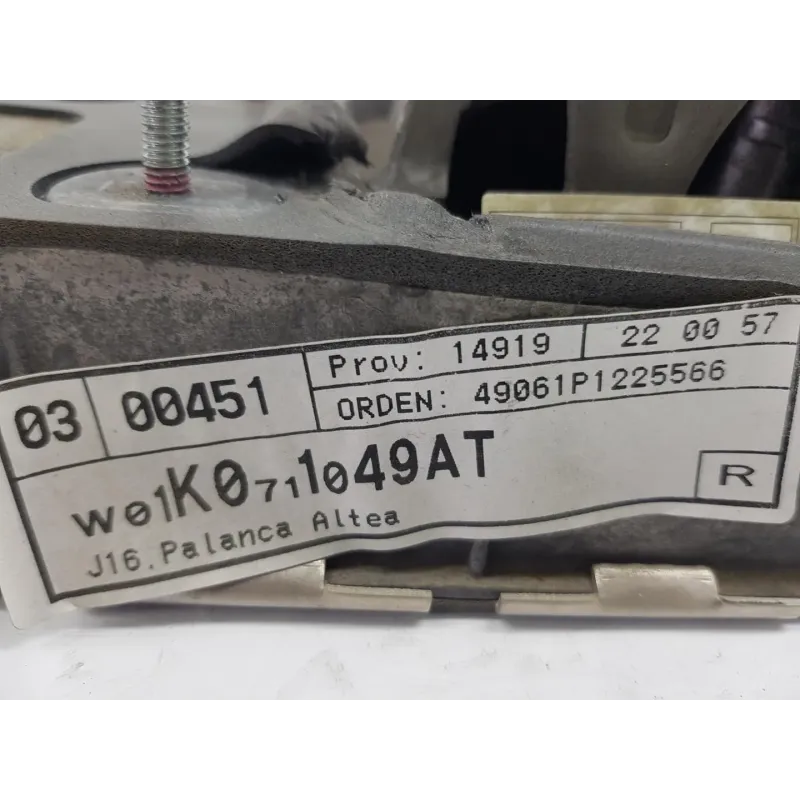 03 00451 Prov: 14919 22 00 57
ORDEN: 49061P1225566
W01K0711049AT R
J16.Palanca Altea